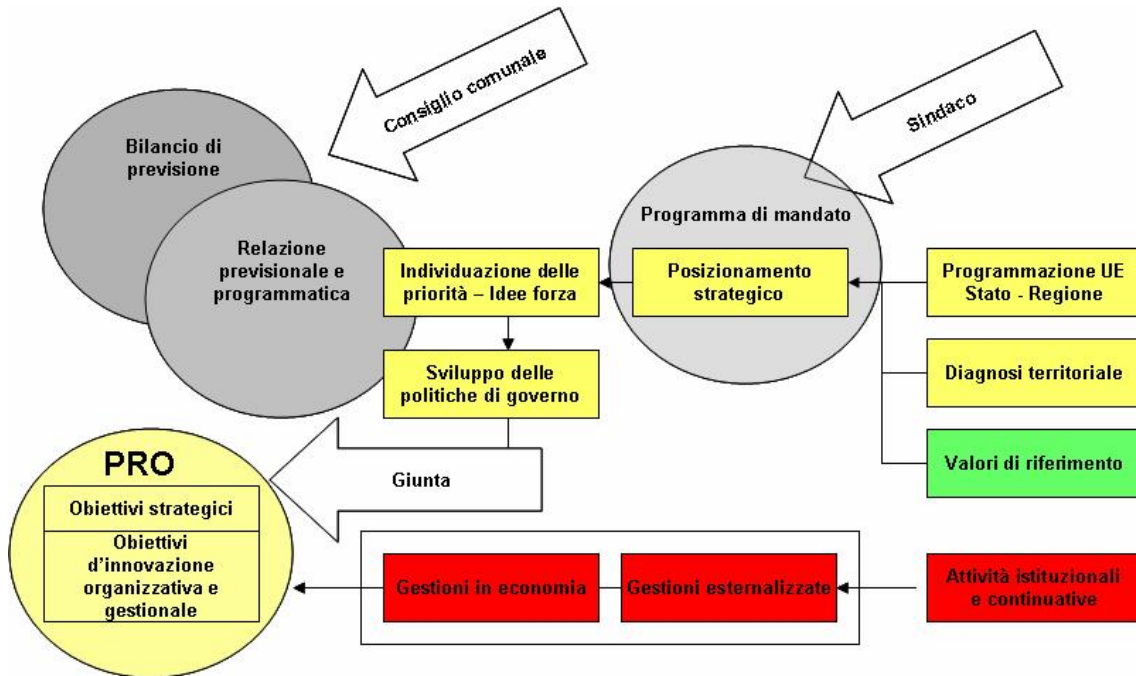 Consiglio comunale
Sindaco
Bilancio di
previsione
Programma di mandato
Relazione
previsionale e
programmatica
Individuazione delle
priorità – Idee forza
Posizionamento
strategico
Programmazione UE
Stato - Regione
Sviluppo delle
politiche di governo
Diagnosi territoriale
PRO
Giunta
Valori di riferimento
Obiettivi strategici
Obiettivi
d'innovazione
organizzativa e
gestionale
Gestioni in economia
Gestioni esternalizzate
Attività istituzionali
e continuative